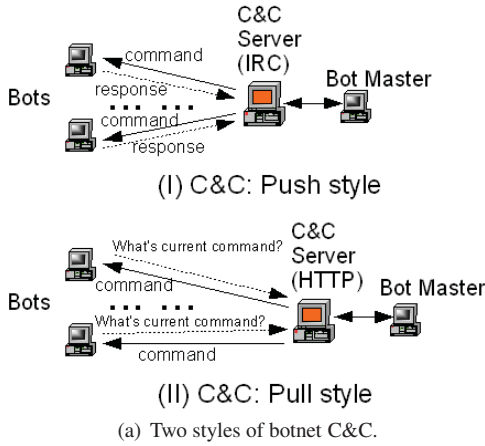 C&C
Server
(IRC)
command
Bot Master
Bots
response
... ...
command
response
(I) C&C: Push style
C&C
Server
(HTTP)
What's current command?
command
Bot Master
Bots
... ...
What's current command?
command
(II) C&C: Pull style
(a) Two styles of botnet C&C.